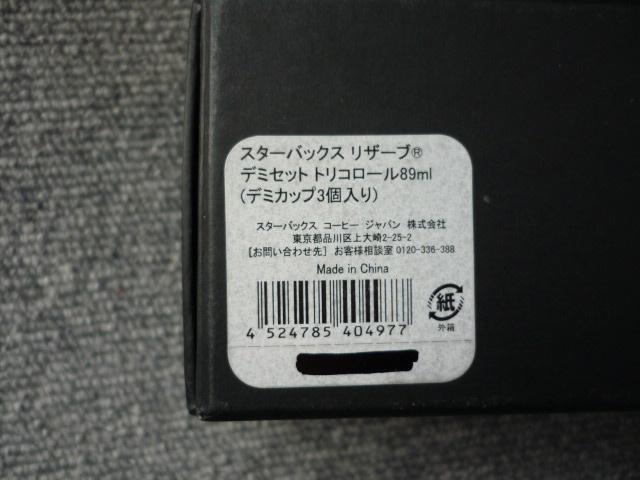 スターバックス リザーブ®
デミセット トリコロール89ml
(デミカップ3個入り)
スターバックス コーヒー ジャパン 株式会社
東京都品川区上大崎2-25-2
[お問い合わせ先] お客様相談室 0120-336-388
Made in China
4 524785 404977
紙
外箱